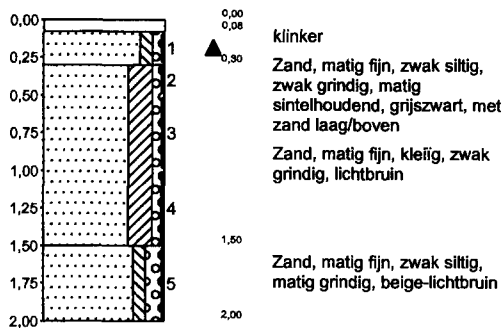 0,00
0,25
0,50
0,75
1,00
1,25
1,50
1,75
2,00
1
2
3
4
5
0,00
0,08
0,30
1,50
2,00
klinker
Zand, matig fijn, zwak siltig,
zwak grindig, matig
sintelhoudend, grijszwart, met
zand laag/boven
Zand, matig fijn, kleiïg, zwak
grindig, lichtbruin
Zand, matig fijn, zwak siltig,
matig grindig, beige-lichtbruin